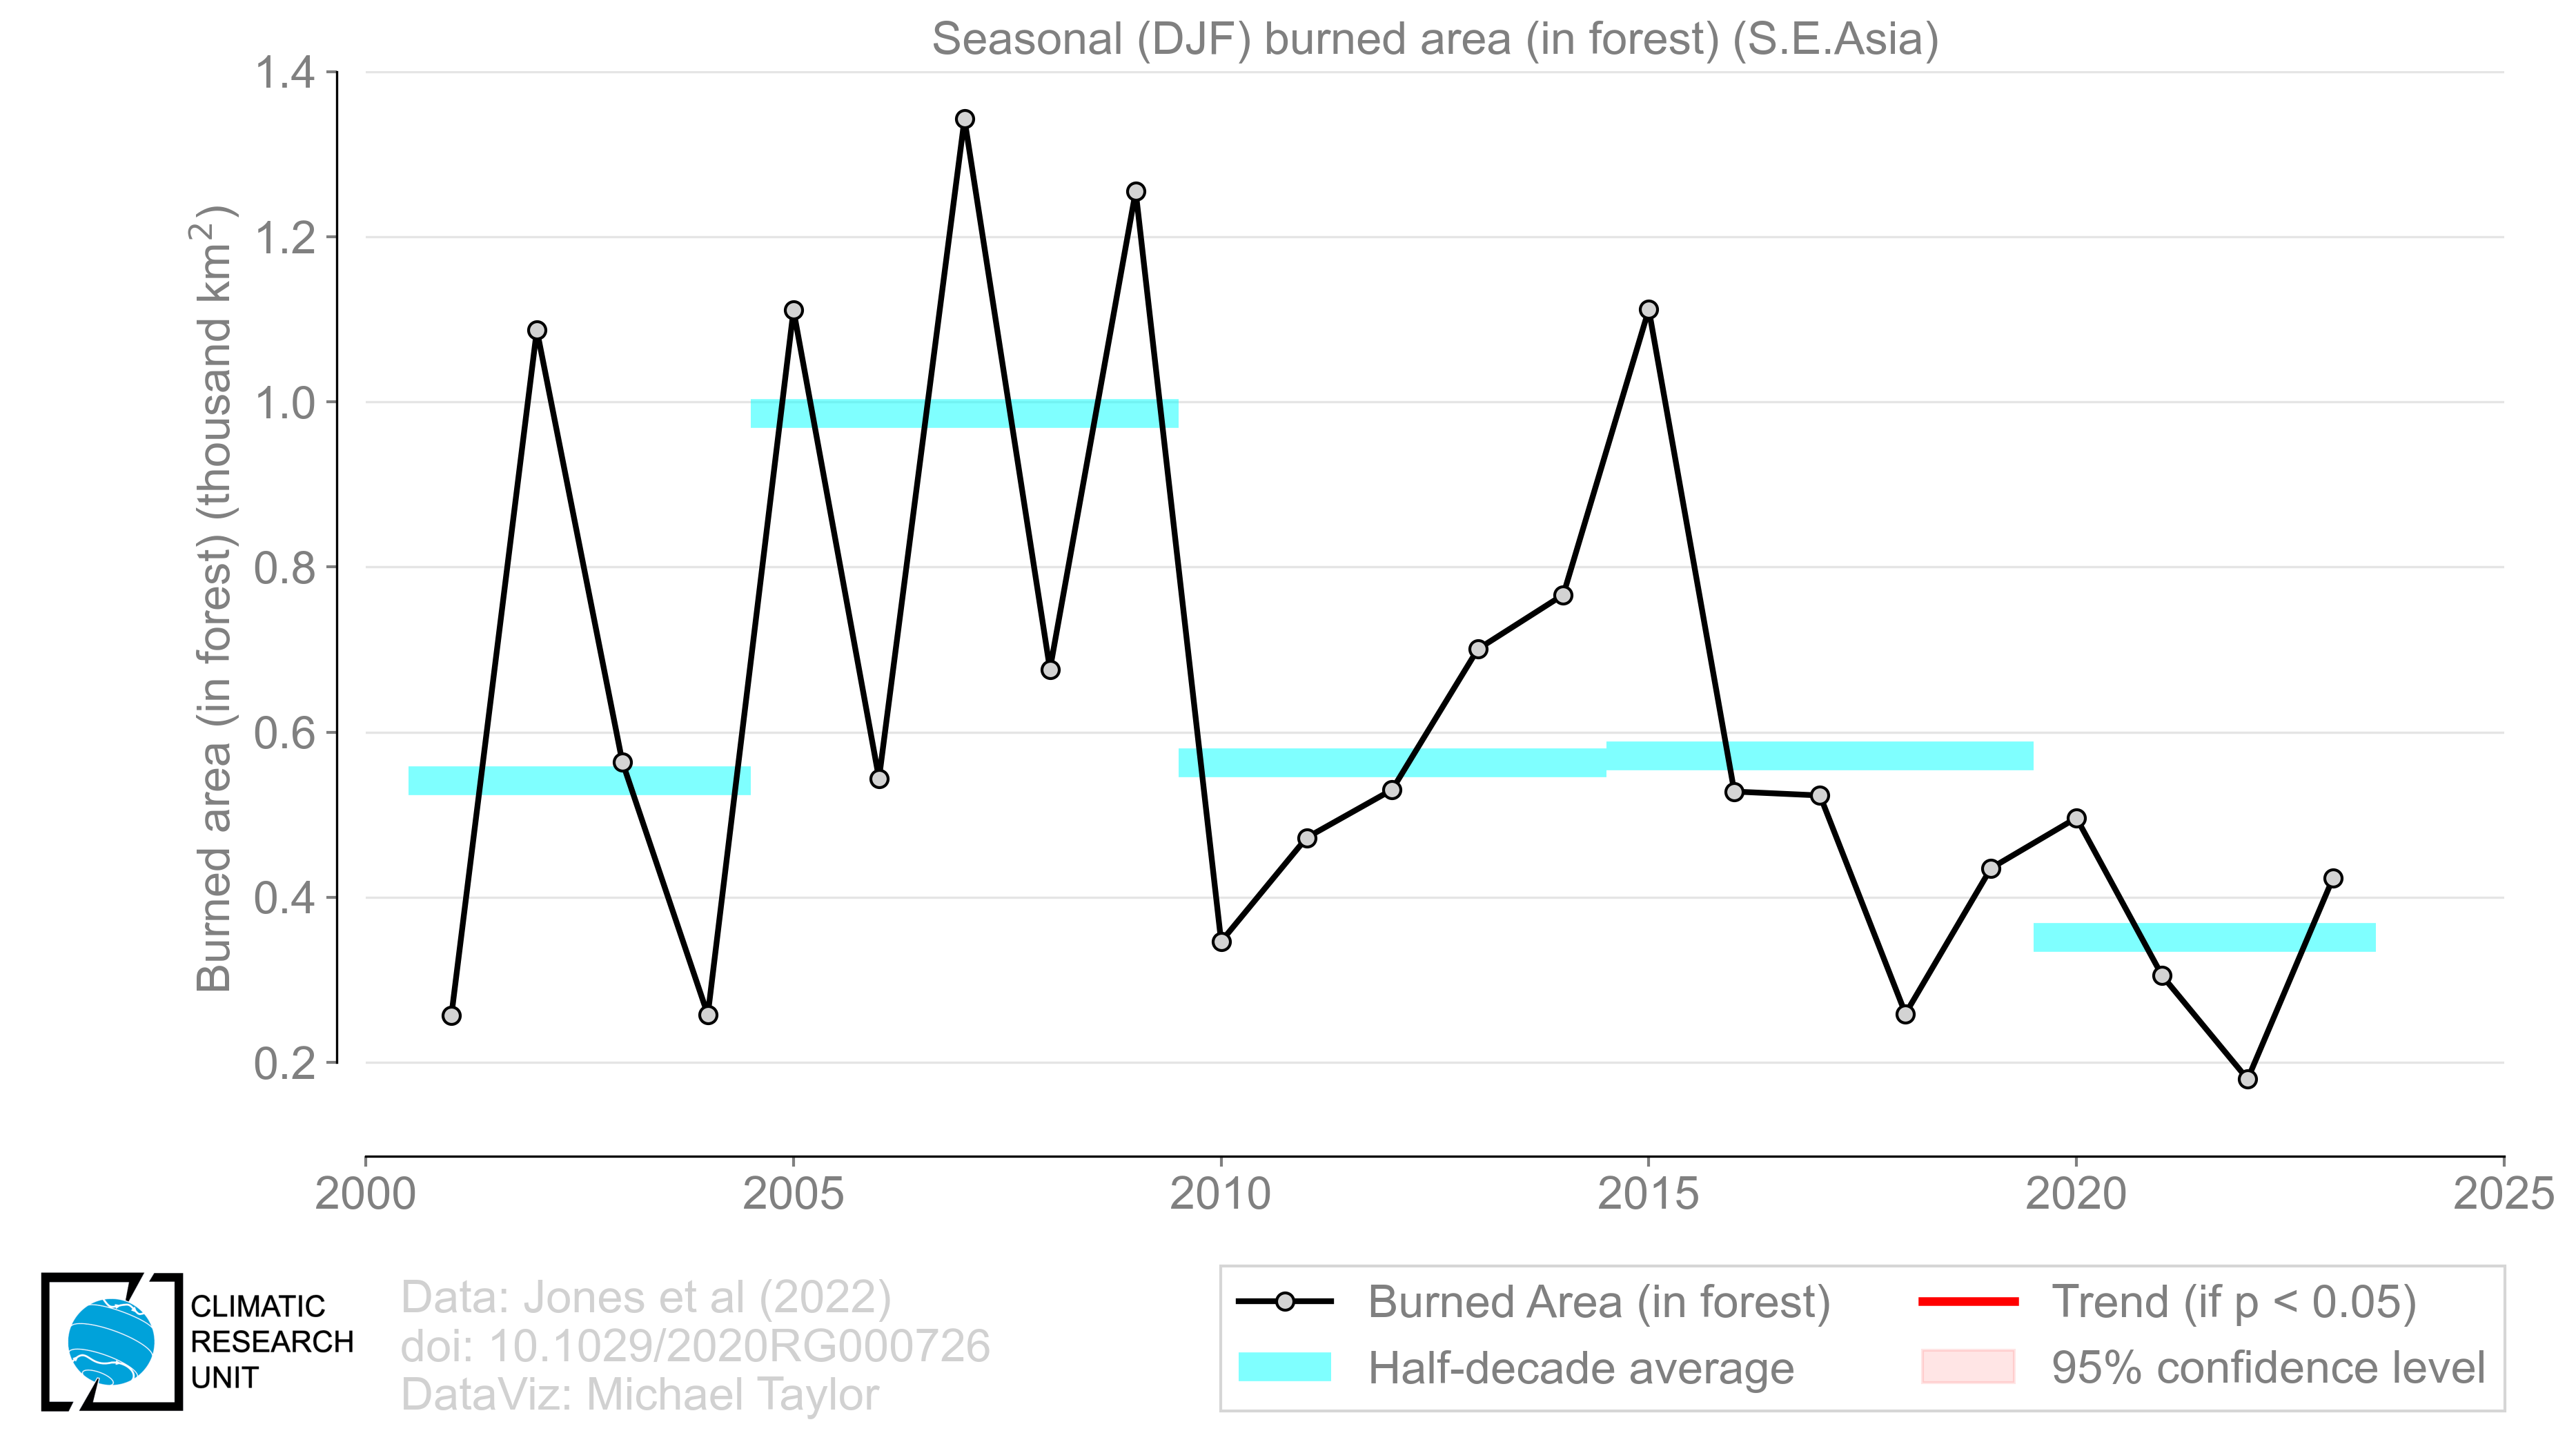 Seasonal (DJF) burned area (in forest) (S.E.Asia)
Burned area (in forest) (thousand km²)
1.4
1.2
1.0
0.8
0.6
0.4
0.2
2000
2005
2010
2015
2020
2025
CLIMATIC
RESEARCH
UNIT
Data: Jones et al (2022)
doi: 10.1029/2020RG000726
DataViz: Michael Taylor
Burned Area (in forest)
Half-decade average
Trend (if p < 0.05)
95% confidence level